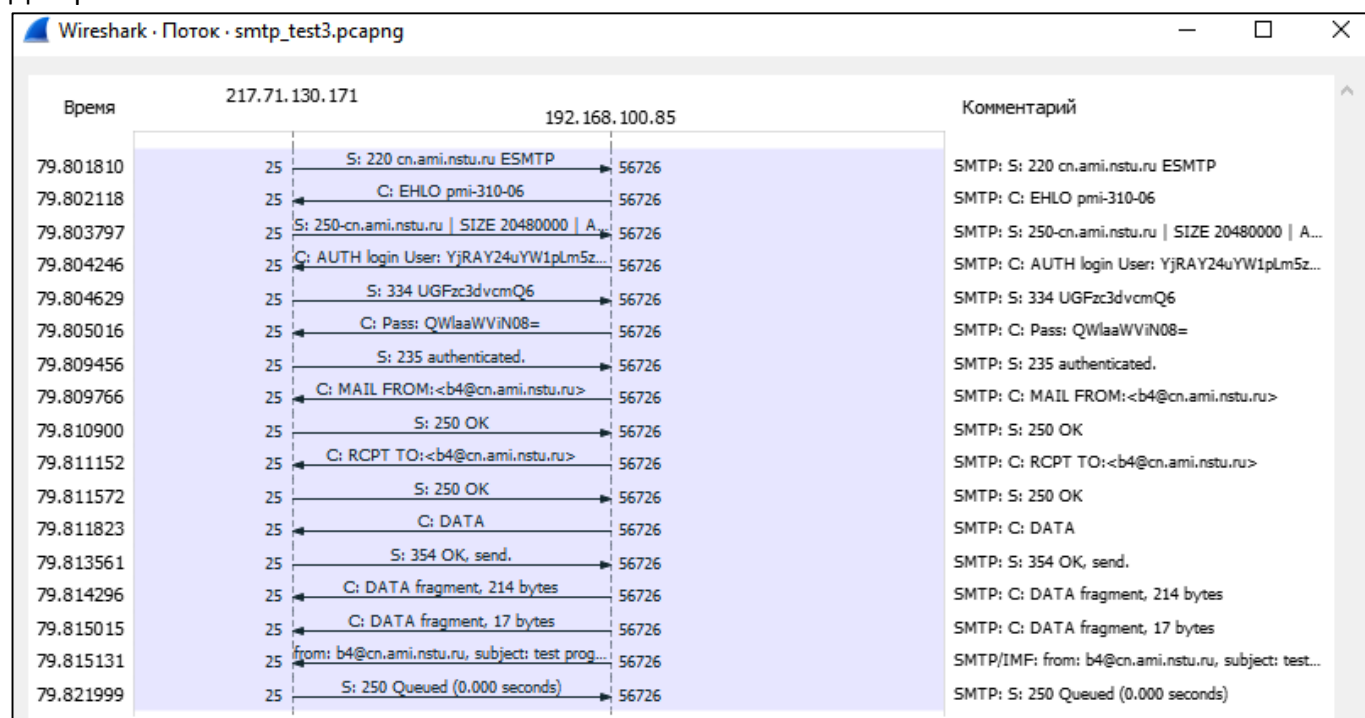 Wireshark · Поток · smtp_test3.pcapng
Время 217.71.130.171 192.168.100.85 Комментарий
79.801810 25 S: 220 cn.ami.nstu.ru ESMTP 56726 SMTP: S: 220 cn.ami.nstu.ru ESMTP
79.802118 25 C: EHLO pmi-310-06 56726 SMTP: C: EHLO pmi-310-06
79.803797 25 S: 250-cn.ami.nstu.ru | SIZE 20480000 | A... 56726 SMTP: S: 250-cn.ami.nstu.ru | SIZE 20480000 | A...
79.804246 25 C: AUTH login User: YjRAY24uYW1pLm5z... 56726 SMTP: C: AUTH login User: YjRAY24uYW1pLm5z...
79.804629 25 S: 334 UGFzc3dvcmQ6 56726 SMTP: S: 334 UGFzc3dvcmQ6
79.805016 25 C: Pass: QWlaaWViN08= 56726 SMTP: C: Pass: QWlaaWViN08=
79.809456 25 S: 235 authenticated. 56726 SMTP: S: 235 authenticated.
79.809766 25 C: MAIL FROM:<b4@cn.ami.nstu.ru> 56726 SMTP: C: MAIL FROM:<b4@cn.ami.nstu.ru>
79.810900 25 S: 250 OK 56726 SMTP: S: 250 OK
79.811152 25 C: RCPT TO:<b4@cn.ami.nstu.ru> 56726 SMTP: C: RCPT TO:<b4@cn.ami.nstu.ru>
79.811572 25 S: 250 OK 56726 SMTP: S: 250 OK
79.811823 25 C: DATA 56726 SMTP: C: DATA
79.813561 25 S: 354 OK, send. 56726 SMTP: S: 354 OK, send.
79.814296 25 C: DATA fragment, 214 bytes 56726 SMTP: C: DATA fragment, 214 bytes
79.815015 25 C: DATA fragment, 17 bytes 56726 SMTP: C: DATA fragment, 17 bytes
79.815131 25 from: b4@cn.ami.nstu.ru, subject: test prog... 56726 SMTP/IMF: from: b4@cn.ami.nstu.ru, subject: test...
79.821999 25 S: 250 Queued (0.000 seconds) 56726 SMTP: S: 250 Queued (0.000 seconds)